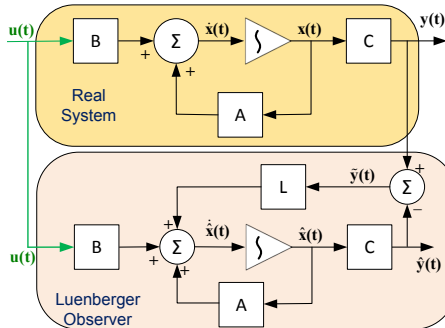 u(t)
B
Σ
+
+
ẋ(t)
∫
x(t)
C
y(t)
A
Real
System
L
ỹ(t)
+
Σ
−
u(t)
B
+
+
+
Σ
x̂̇(t)
∫
x̂(t)
C
ŷ(t)
A
Luenberger
Observer